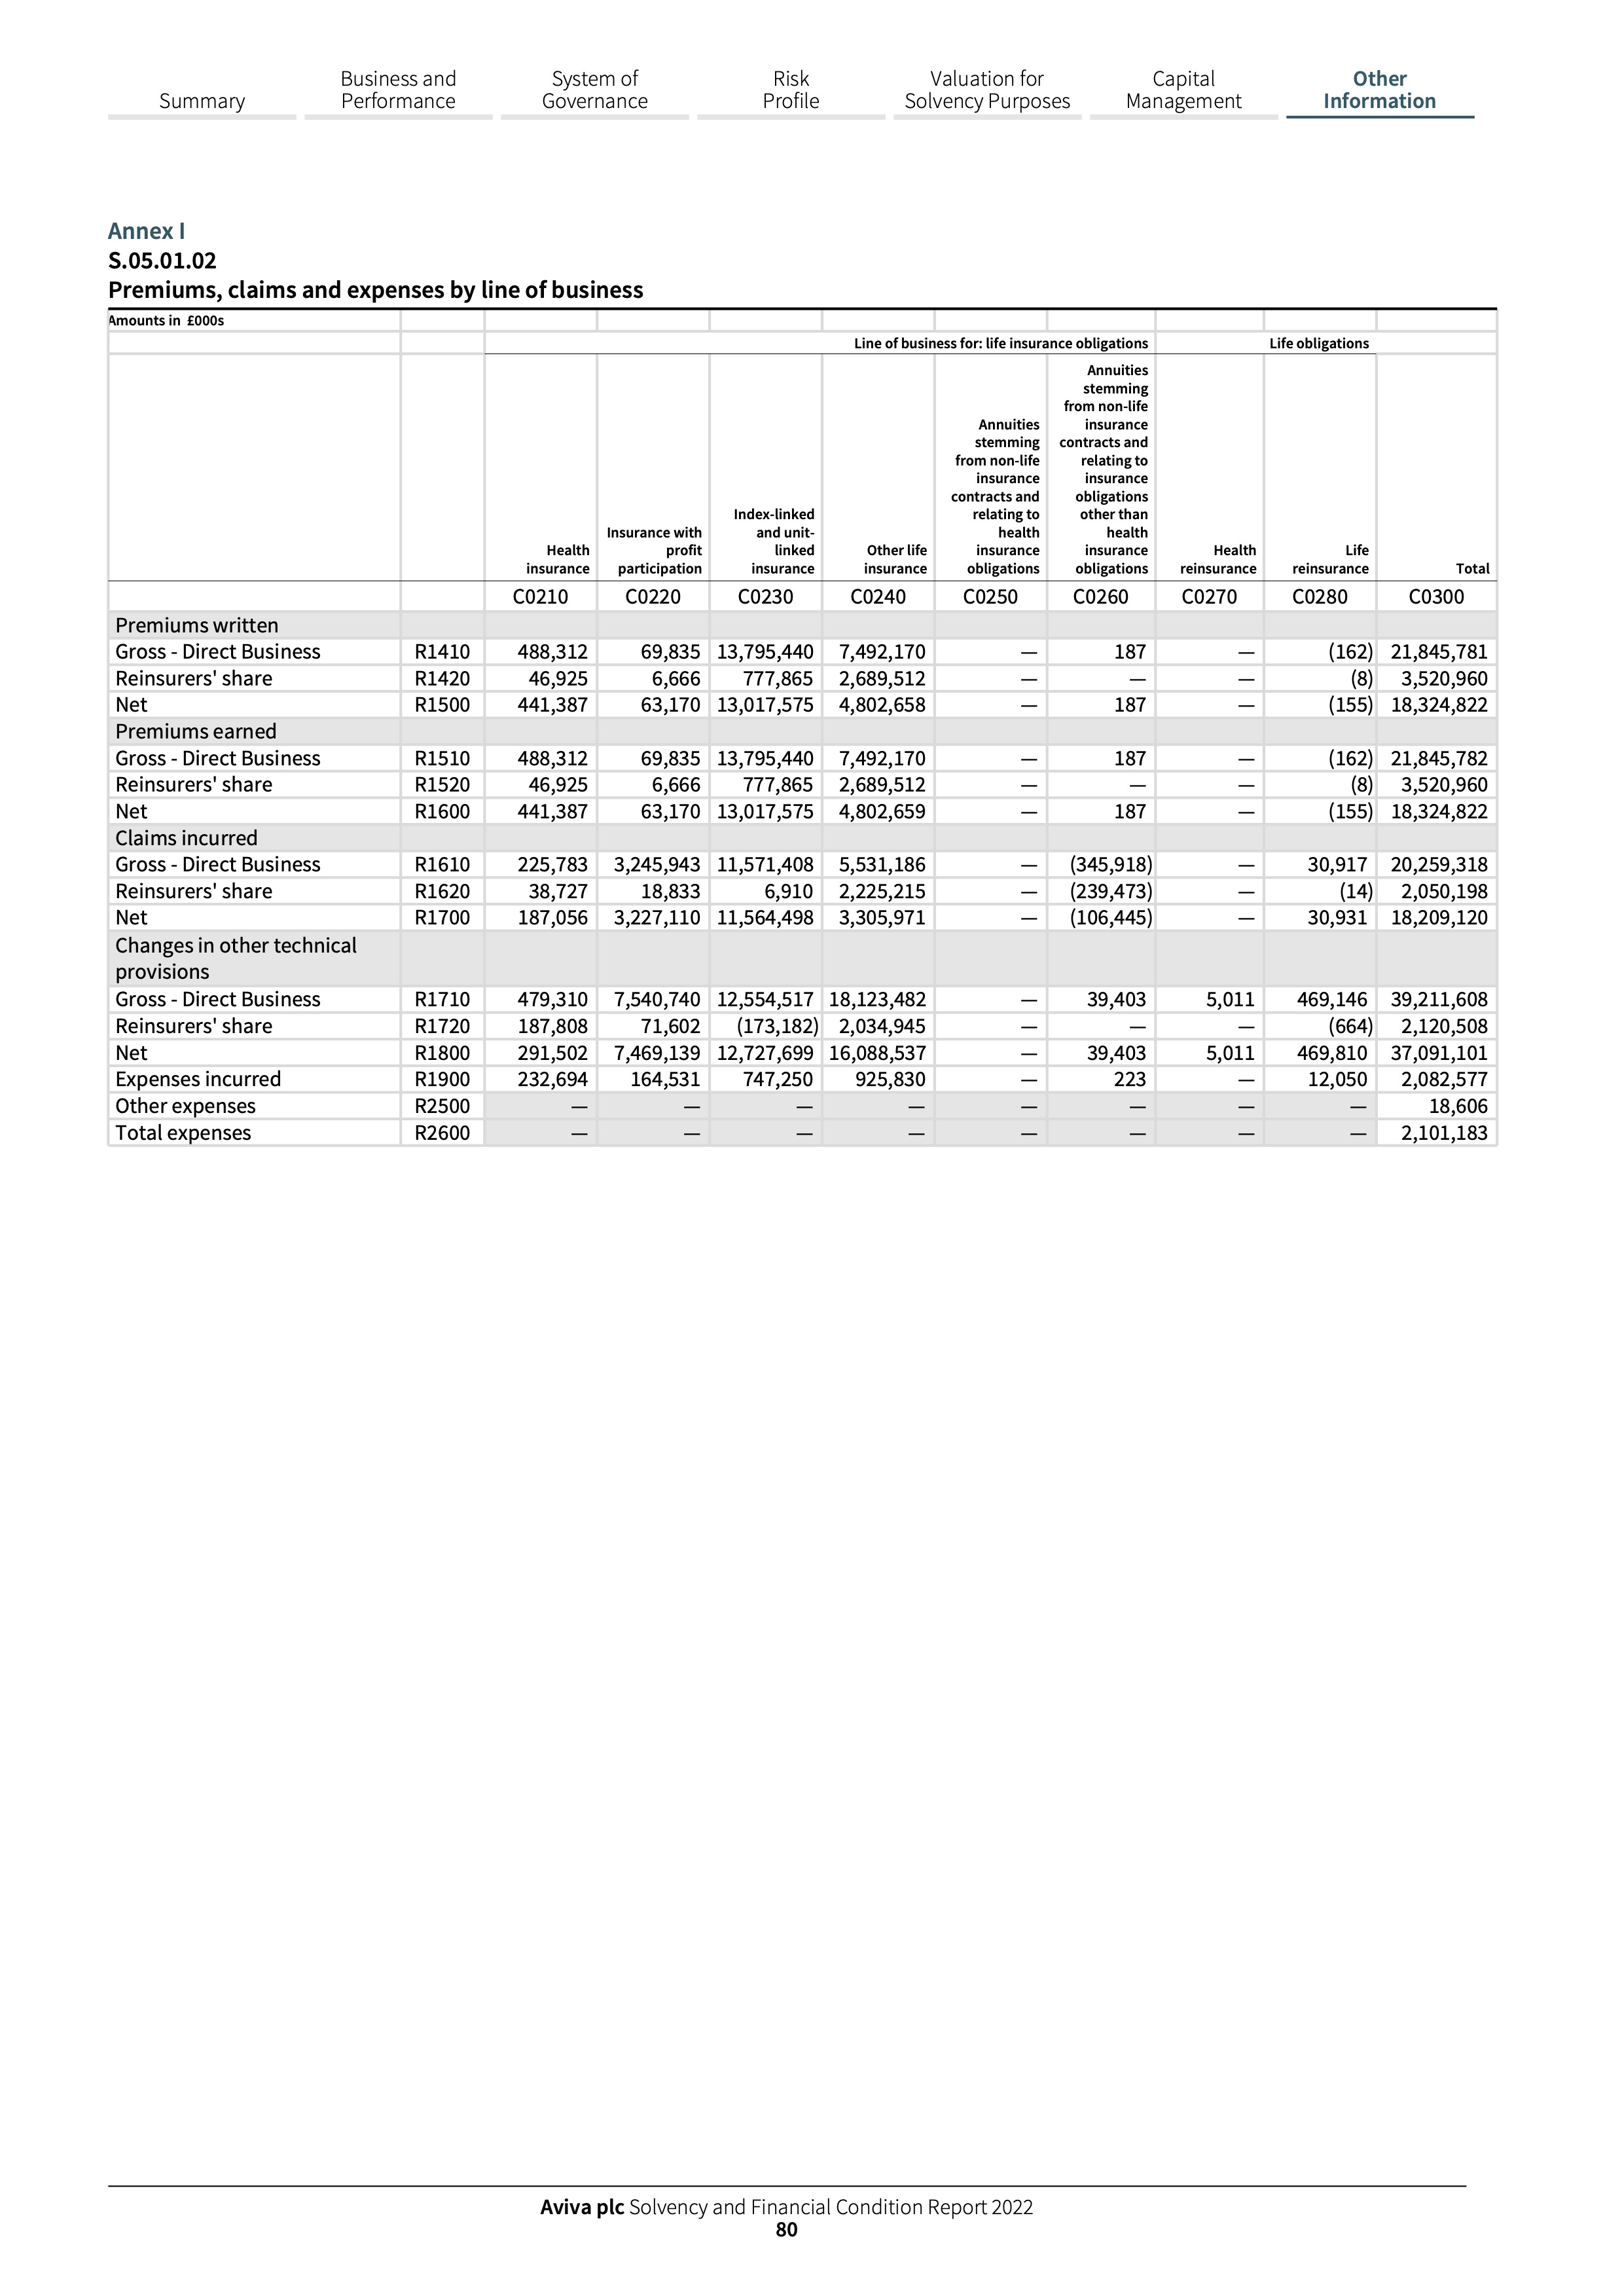 Summary
Business and
Performance
System of
Governance
Risk
Profile
Valuation for
Solvency Purposes
Capital
Management
Other
Information
Annex I
S.05.01.02
Premiums, claims and expenses by line of business
Amounts in £000s
Line of business for: life insurance obligations Life obligations
Health
insurance
Insurance with
profit
participation
Index-linked
and unit-
linked
insurance
Other life
insurance
Annuities
stemming
from non-life
insurance
contracts and
relating to
health
insurance
obligations
Annuities
stemming
from non-life
insurance
contracts and
relating to
insurance
obligations
other than
health
insurance
obligations
Health
reinsurance
Life
reinsurance
Total
C0210 C0220 C0230 C0240 C0250 C0260 C0270 C0280 C0300
Premiums written
Gross - Direct Business R1410 488,312 69,835 13,795,440 7,492,170 — 187 — (162) 21,845,781
Reinsurers' share R1420 46,925 6,666 777,865 2,689,512 — — — (8) 3,520,960
Net R1500 441,387 63,170 13,017,575 4,802,658 — 187 — (155) 18,324,822
Premiums earned
Gross - Direct Business R1510 488,312 69,835 13,795,440 7,492,170 — 187 — (162) 21,845,782
Reinsurers' share R1520 46,925 6,666 777,865 2,689,512 — — — (8) 3,520,960
Net R1600 441,387 63,170 13,017,575 4,802,659 — 187 — (155) 18,324,822
Claims incurred
Gross - Direct Business R1610 225,783 3,245,943 11,571,408 5,531,186 — (345,918) — 30,917 20,259,318
Reinsurers' share R1620 38,727 18,833 6,910 2,225,215 — (239,473) — (14) 2,050,198
Net R1700 187,056 3,227,110 11,564,498 3,305,971 — (106,445) — 30,931 18,209,120
Changes in other technical
provisions
Gross - Direct Business R1710 479,310 7,540,740 12,554,517 18,123,482 — 39,403 5,011 469,146 39,211,608
Reinsurers' share R1720 187,808 71,602 (173,182) 2,034,945 — — — (664) 2,120,508
Net R1800 291,502 7,469,139 12,727,699 16,088,537 — 39,403 5,011 469,810 37,091,101
Expenses incurred R1900 232,694 164,531 747,250 925,830 — 223 — 12,050 2,082,577
Other expenses R2500 — — — — — — — — 18,606
Total expenses R2600 — — — — — — — — 2,101,183
Aviva plc Solvency and Financial Condition Report 2022
80